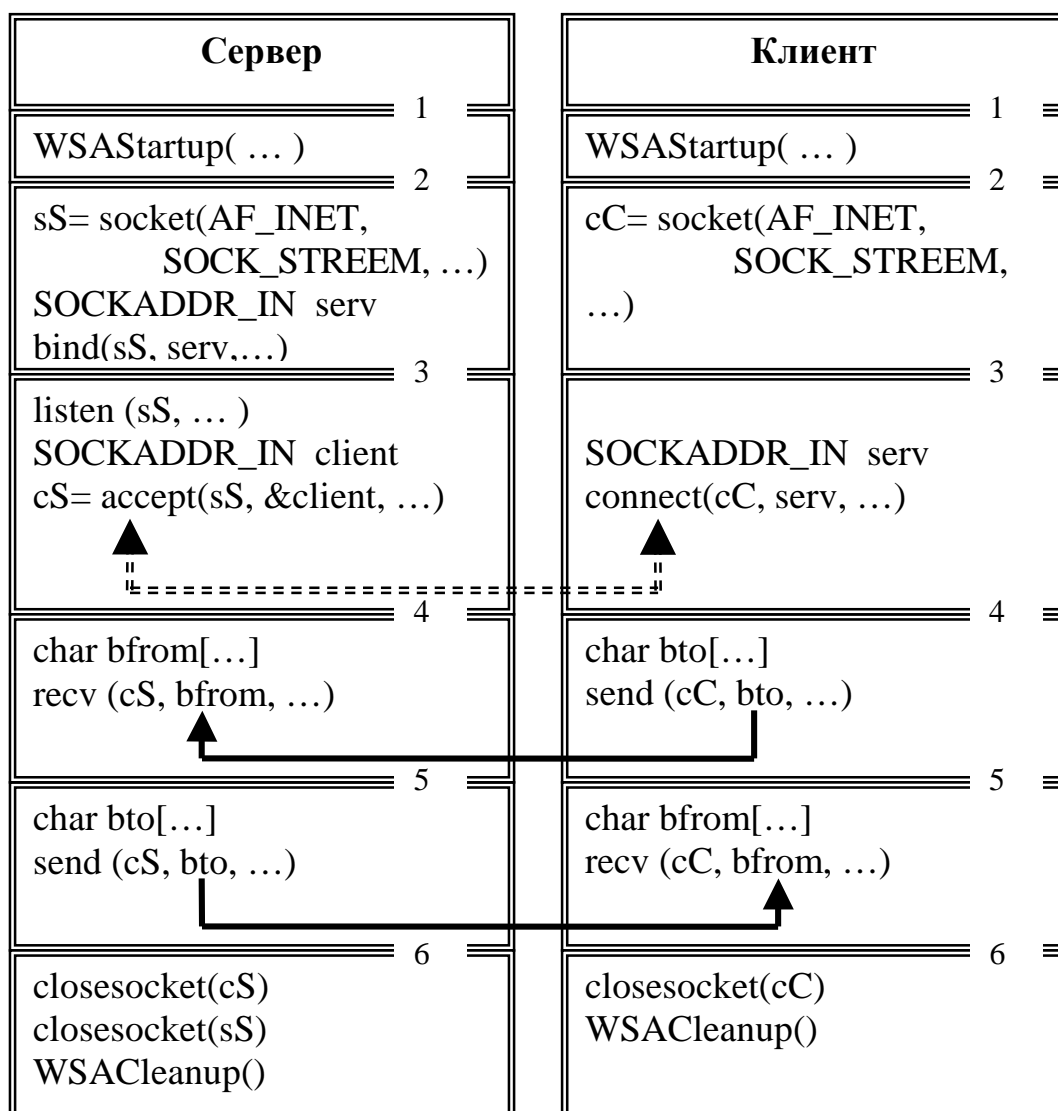 Сервер
1
WSAStartup( … )
2
sS= socket(AF_INET,
SOCK_STREEM, …)
SOCKADDR_IN serv
bind(sS, serv,…)
3
listen (sS, … )
SOCKADDR_IN client
cS= accept(sS, &client, …)
4
char bfrom[…]
recv (cS, bfrom, …)
5
char bto[…]
send (cS, bto, …)
6
closesocket(cS)
closesocket(sS)
WSACleanup()
Клиент
1
WSAStartup( … )
2
cC= socket(AF_INET,
SOCK_STREEM,
…)
3
SOCKADDR_IN serv
connect(cC, serv, …)
4
char bto[…]
send (cC, bto, …)
5
char bfrom[…]
recv (cC, bfrom, …)
6
closesocket(cC)
WSACleanup()